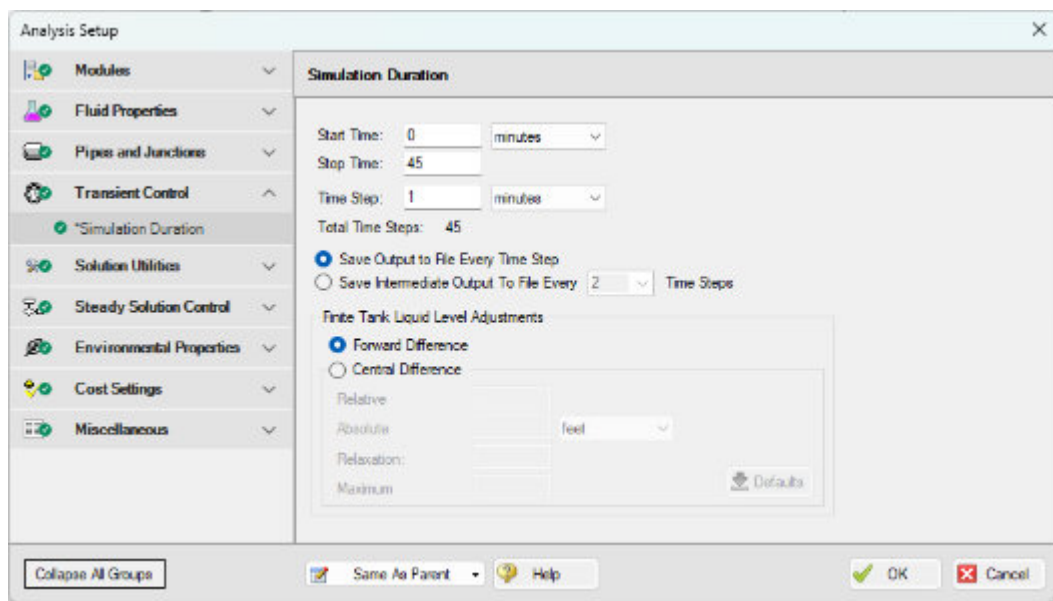 Analysis Setup
Modules
Fluid Properties
Pipes and Junctions
Transient Control
*Simulation Duration
Solution Utilities
Steady Solution Control
Environmental Properties
Cost Settings
Miscellaneous
Collapse All Groups
Simulation Duration
Start Time: 0 minutes
Stop Time: 45
Time Step: 1 minutes
Total Time Steps: 45
Save Output to File Every Time Step
Save Intermediate Output To File Every 2 Time Steps
Finite Tank Liquid Level Adjustments
Forward Difference
Central Difference
Relative
Absolute feet
Relaxation:
Maximum
Defaults
Same As Parent Help OK Cancel